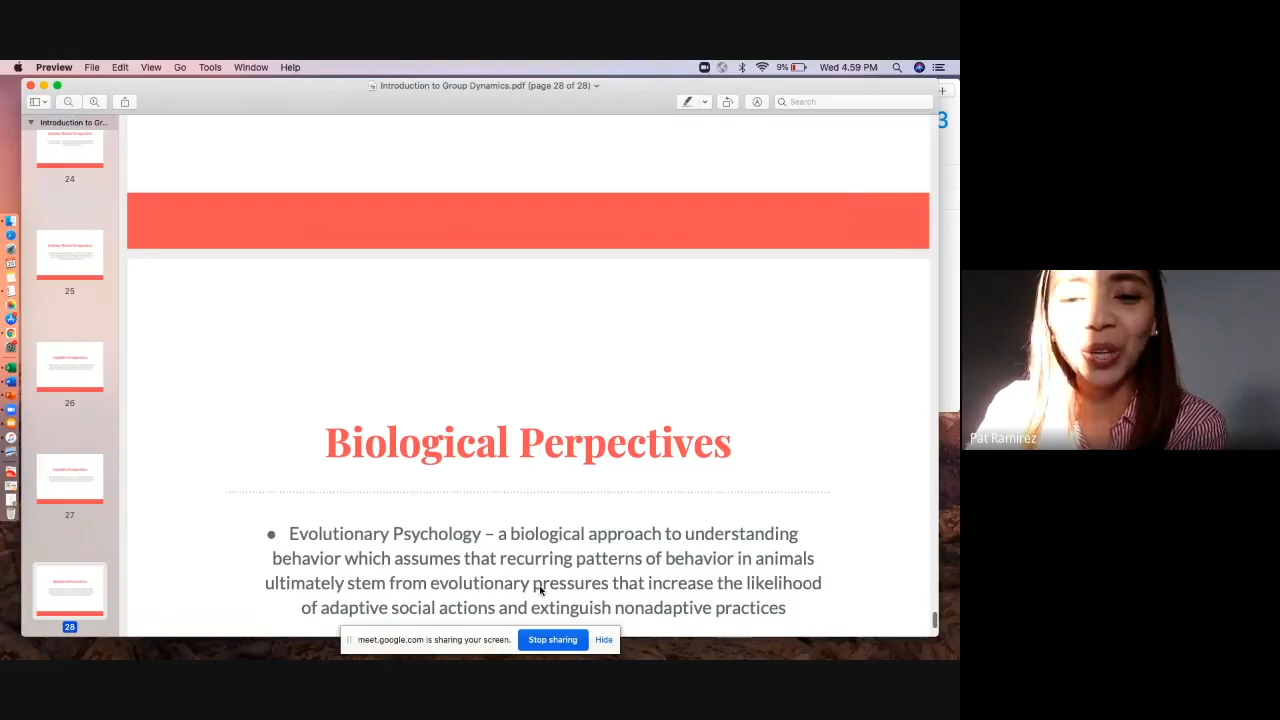 Preview File Edit View Go Tools Window Help
9% Wed 4.59 PM
Introduction to Group Dynamics.pdf (page 28 of 28)
Search
Introduction to Gr...
3
24
25
26
27
28
Biological Perpectives
● Evolutionary Psychology – a biological approach to understanding
behavior which assumes that recurring patterns of behavior in animals
ultimately stem from evolutionary pressures that increase the likelihood
of adaptive social actions and extinguish nonadaptive practices
meet.google.com is sharing your screen. Stop sharing Hide
Pat Ramirez